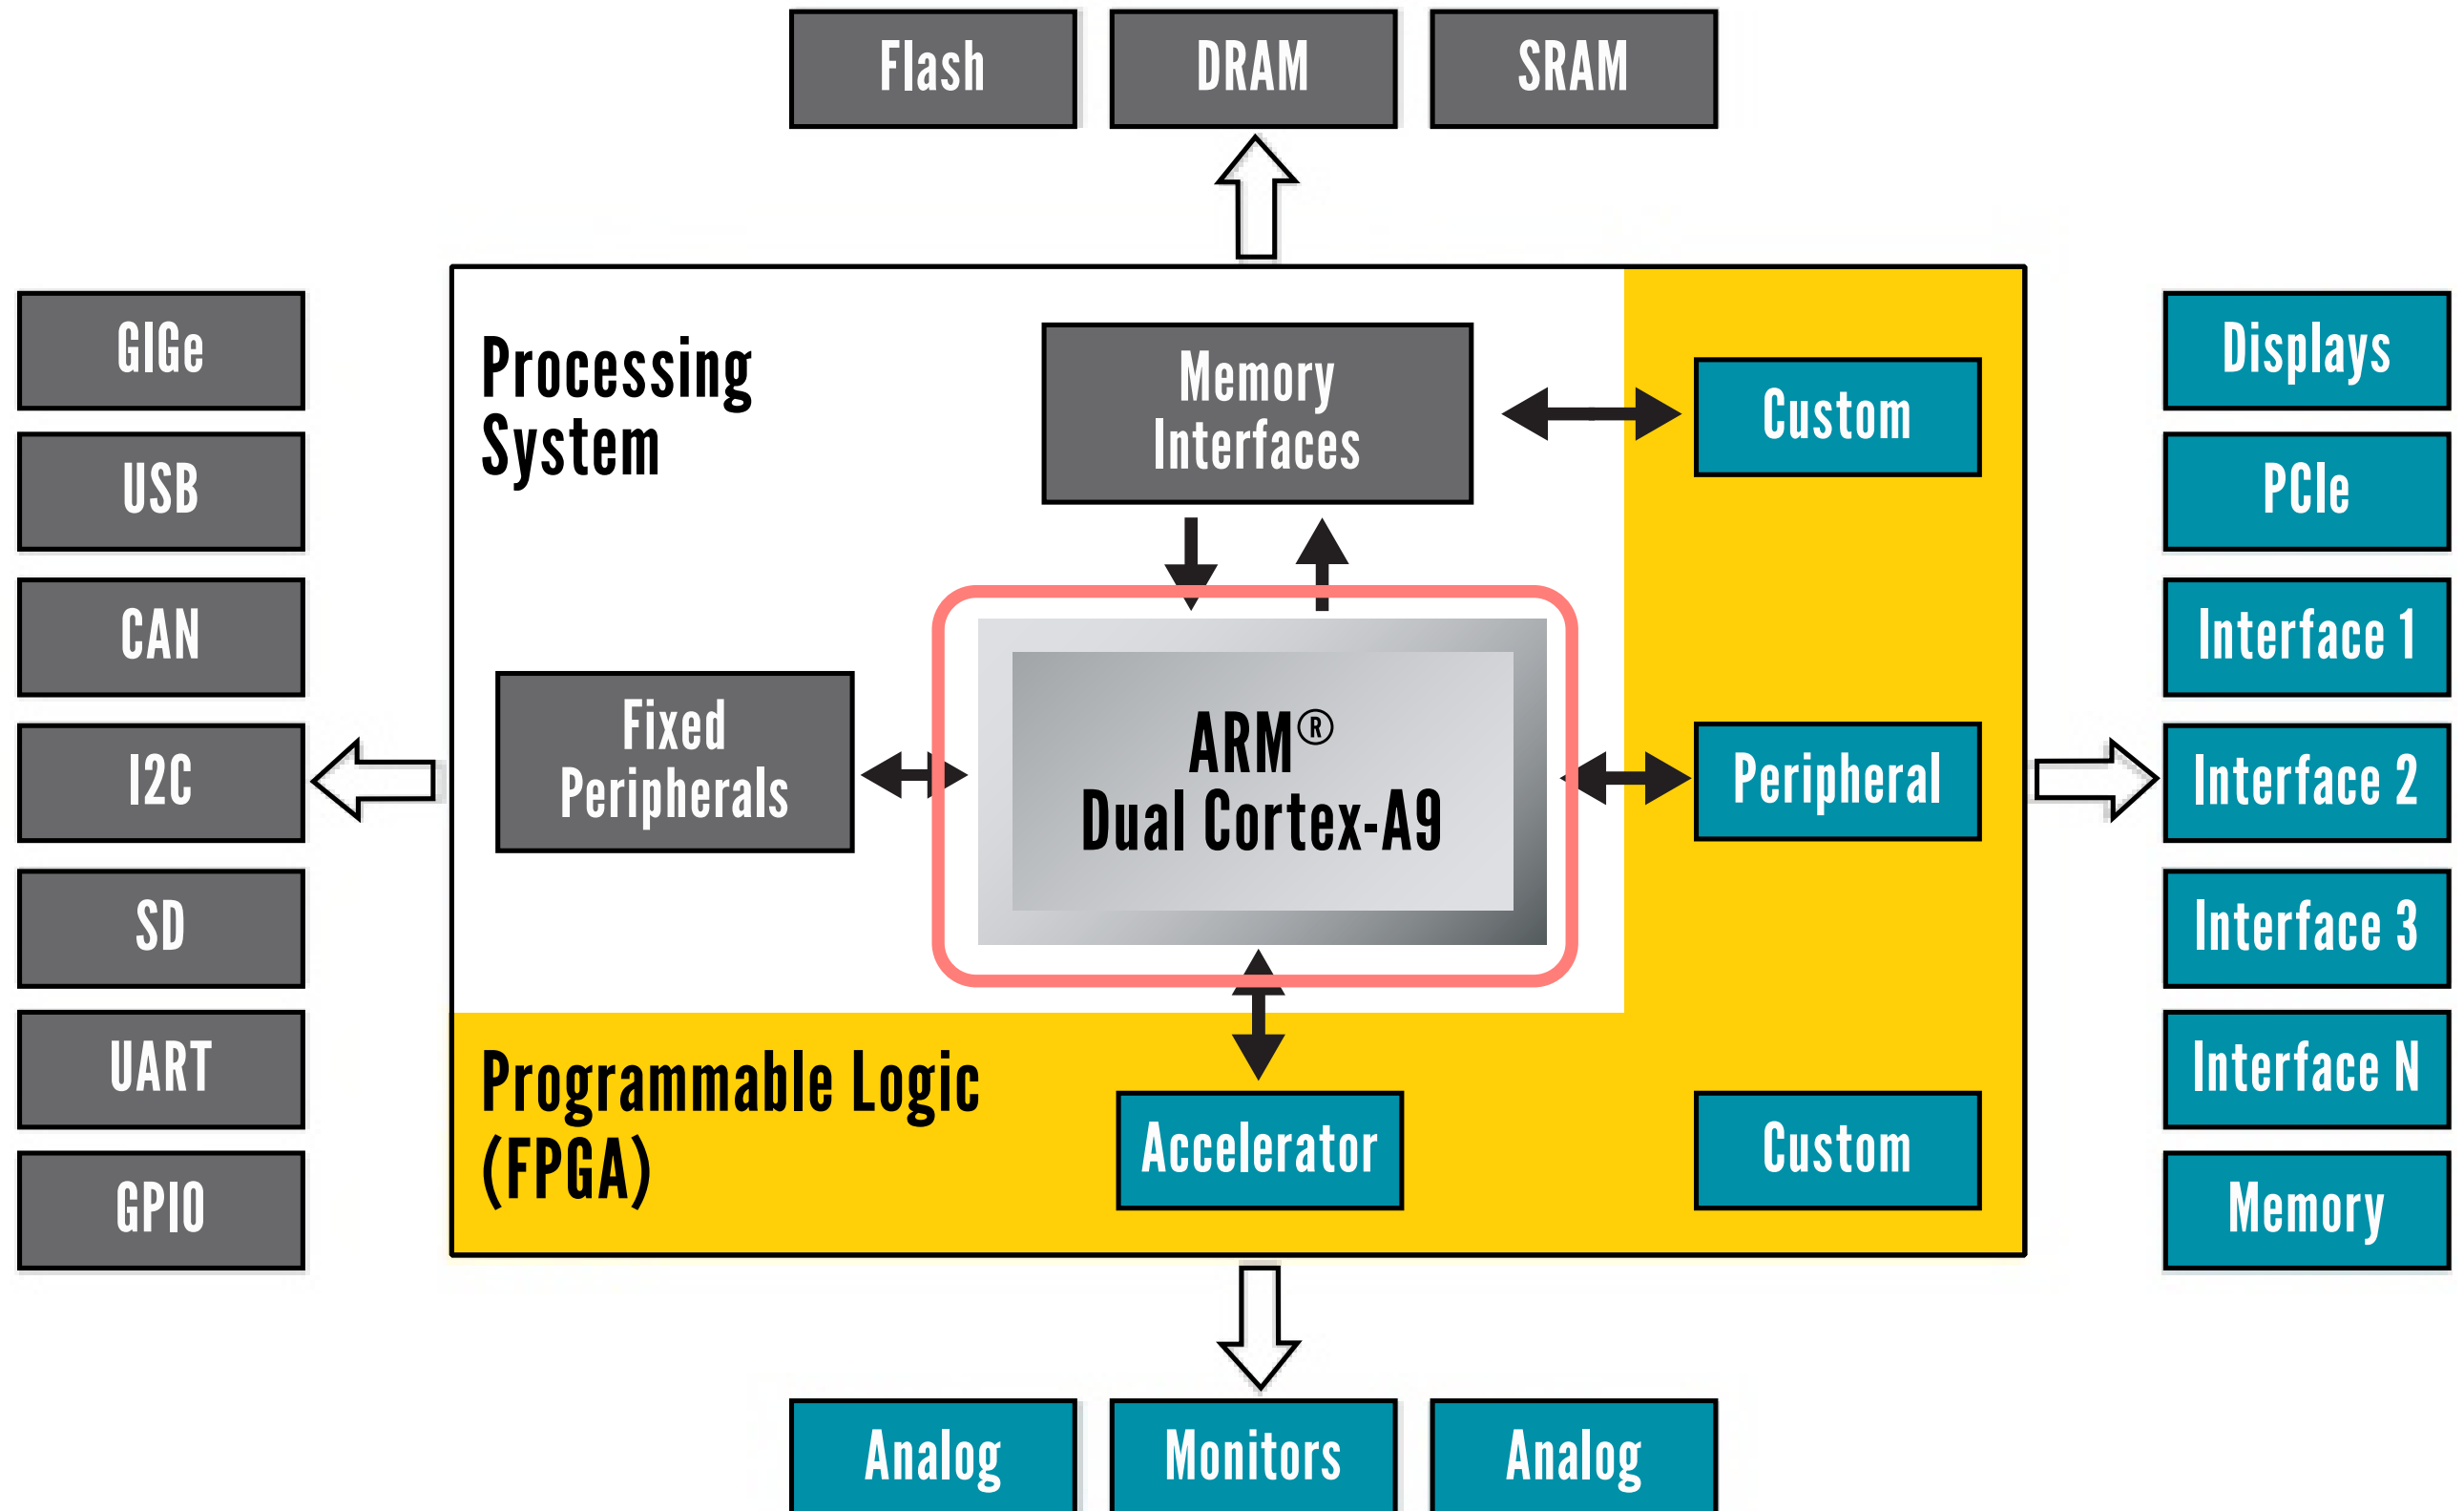 Flash
DRAM
SRAM
GIGe
USB
CAN
I2C
SD
UART
GPIO
Processing
System
Memory
Interfaces
Fixed
Peripherals
ARM®
Dual Cortex-A9
Custom
Peripheral
Programmable Logic
(FPGA)
Accelerator
Custom
Displays
PCIe
Interface 1
Interface 2
Interface 3
Interface N
Memory
Analog
Monitors
Analog